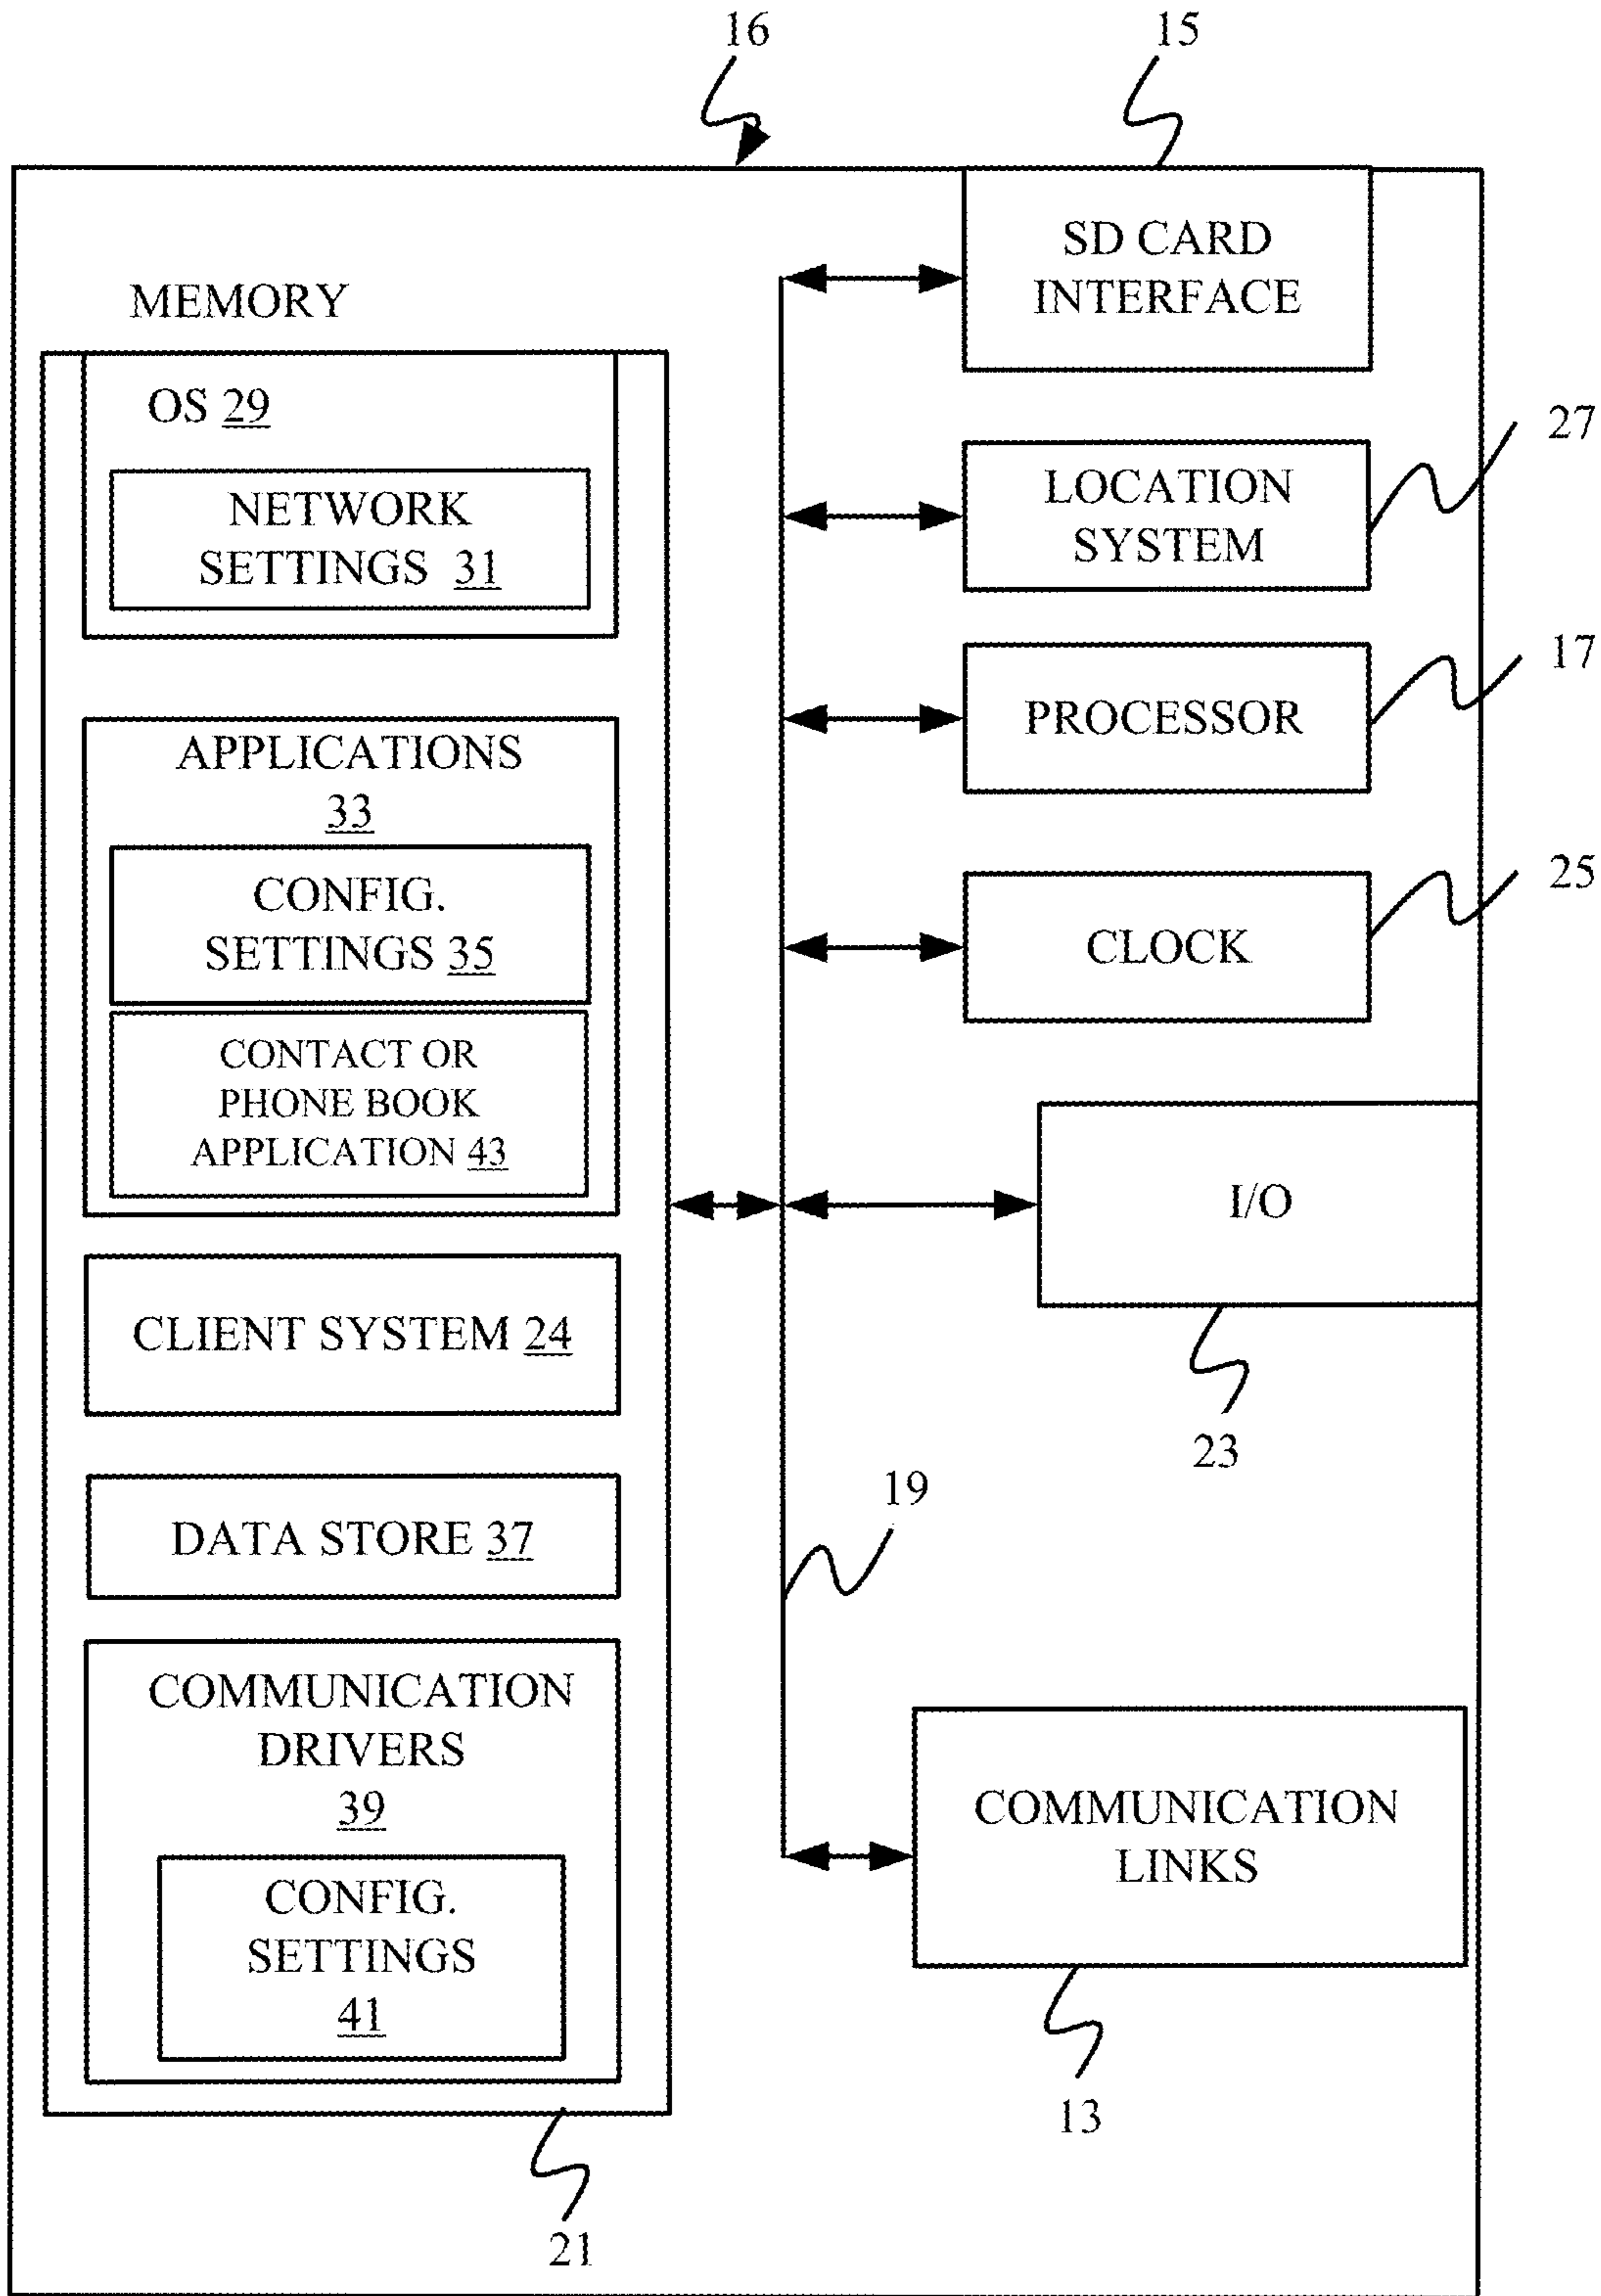 16
15
SD CARD
INTERFACE
MEMORY
OS 29
NETWORK
SETTINGS 31
27
LOCATION
SYSTEM
17
PROCESSOR
APPLICATIONS
33
CONFIG.
SETTINGS 35
25
CLOCK
CONTACT OR
PHONE BOOK
APPLICATION 43
I/O
23
CLIENT SYSTEM 24
19
DATA STORE 37
COMMUNICATION
DRIVERS
39
CONFIG.
SETTINGS
41
COMMUNICATION
LINKS
13
21